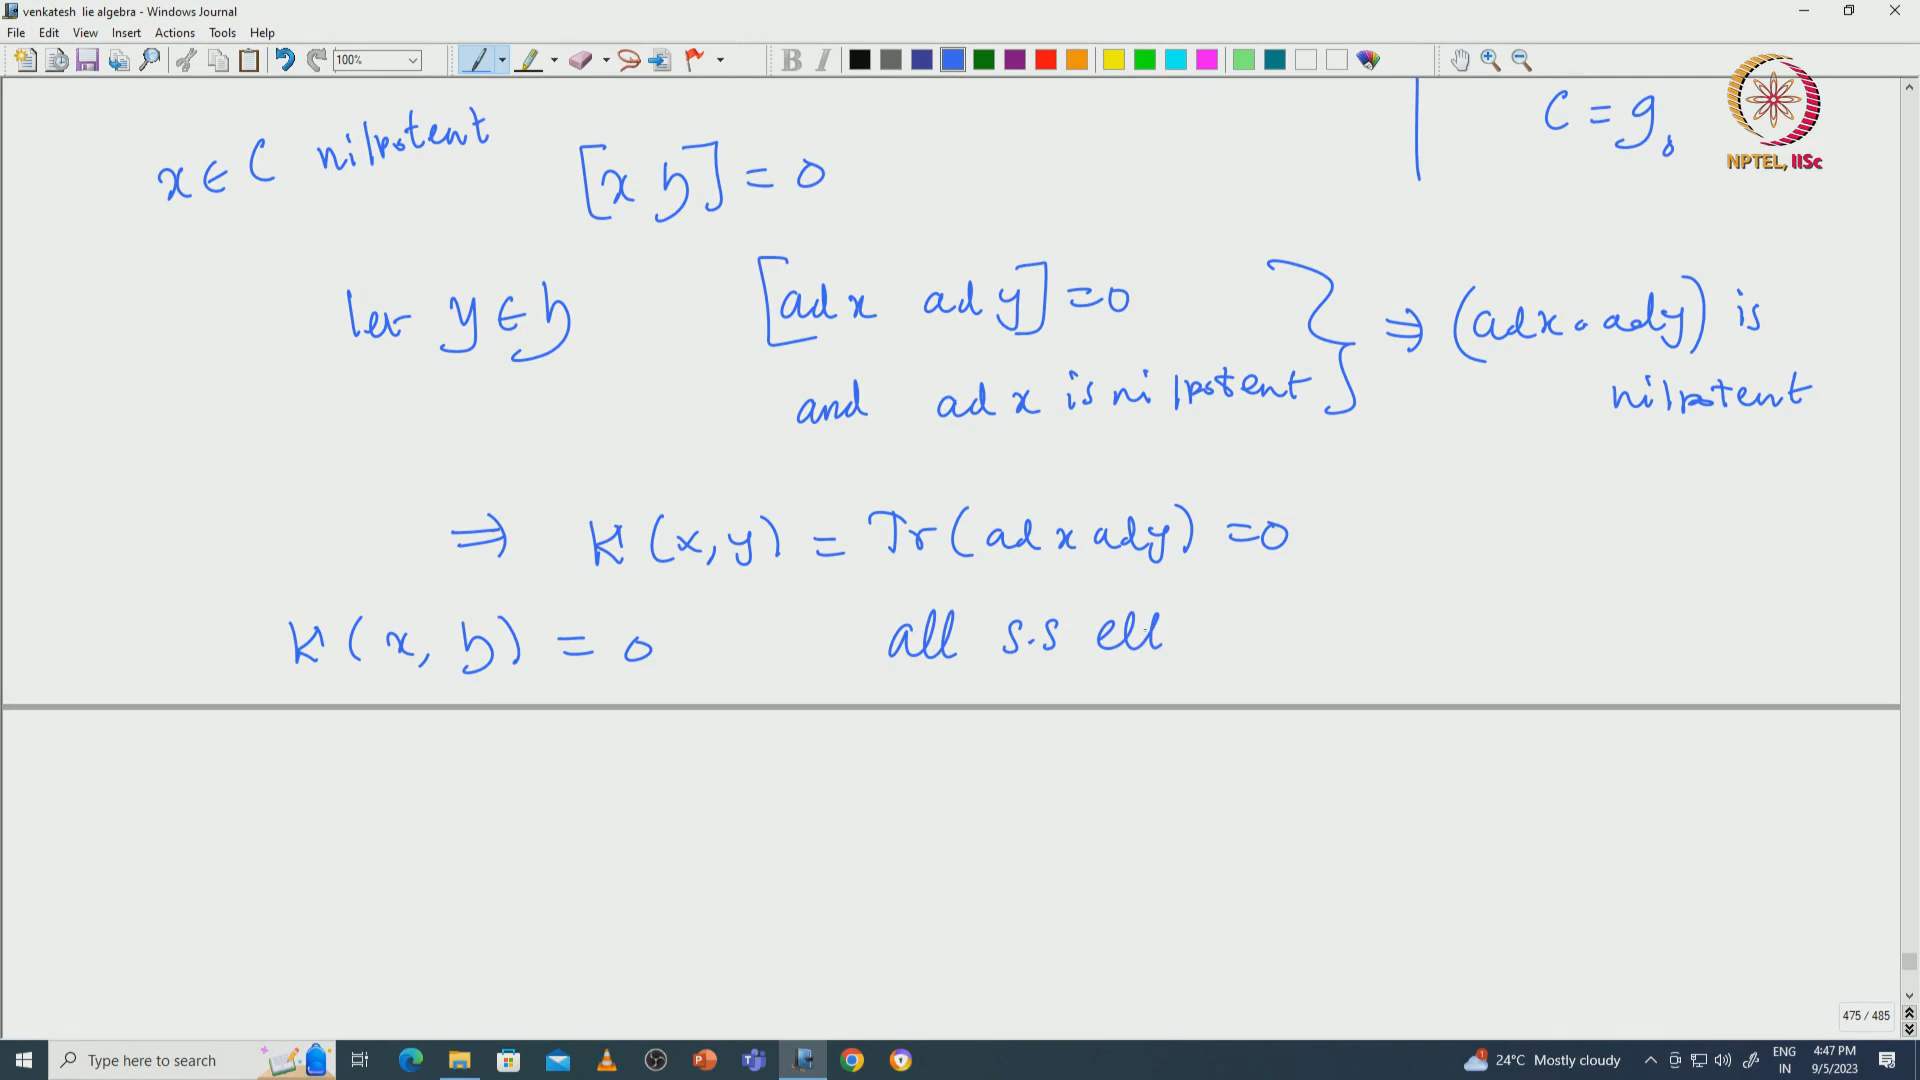 venkatesh lie algebra - Windows Journal
File Edit View Insert Actions Tools Help
100%
B I
C = g₀
NPTEL, IISc
x ∈ C nilpotent [x 𝔥] = 0
let y ∈ 𝔥 [ad x ad y] = 0 } ⇒ (ad x ∘ ad y) is
and ad x is nilpotent nilpotent
⇒ K(x, y) = Tr(ad x ad y) = 0
K(x, 𝔥) = 0 all s.s ell
475 / 485
Type here to search
24°C Mostly cloudy
ENG
IN
4:47 PM
9/5/2023